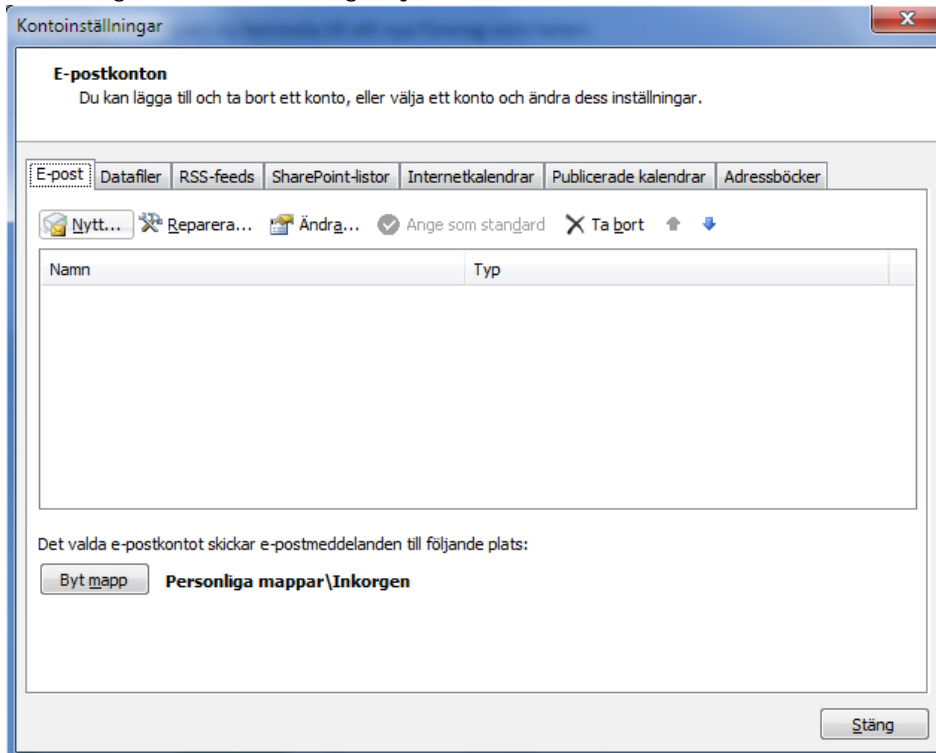 Kontoinställningar
E-postkonton
Du kan lägga till och ta bort ett konto, eller välja ett konto och ändra dess inställningar.
E-post Datafiler RSS-feeds SharePoint-listor Internetkalendrar Publicerade kalendrar Adressböcker
Nytt... Reparera... Ändra... Ange som standard Ta bort
Namn Typ
Det valda e-postkontot skickar e-postmeddelanden till följande plats:
Byt mapp Personliga mappar\Inkorgen
Stäng